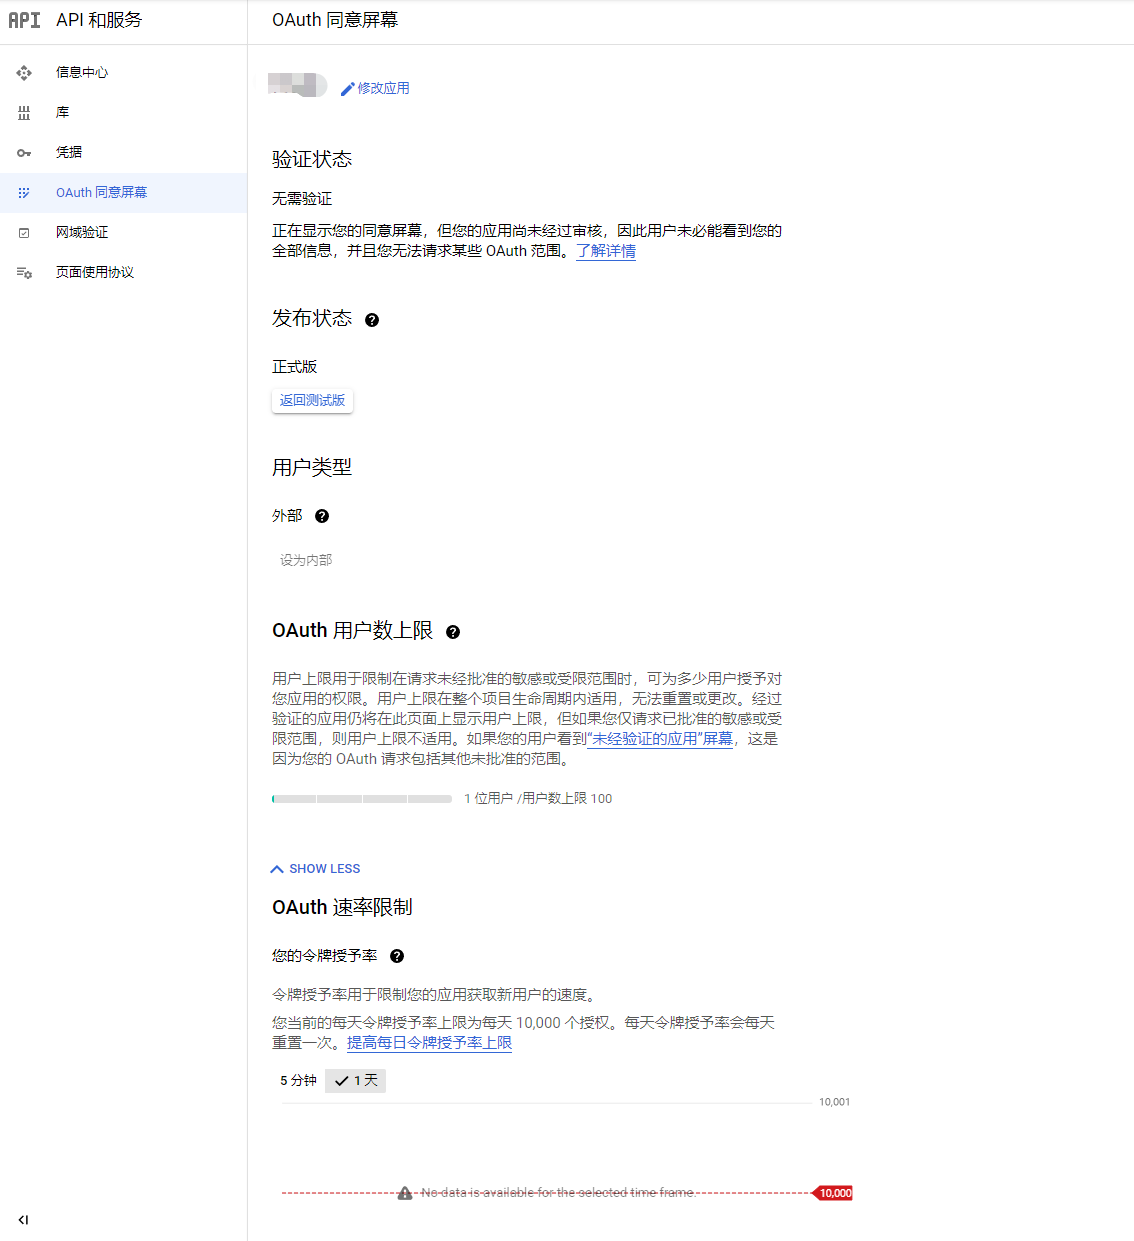 API API 和服务
OAuth 同意屏幕
信息中心
库
凭据
OAuth 同意屏幕
网域验证
页面使用协议
修改应用
验证状态
无需验证
正在显示您的同意屏幕，但您的应用尚未经过审核，因此用户未必能看到您的
全部信息，并且您无法请求某些 OAuth 范围。了解详情
发布状态
正式版
返回测试版
用户类型
外部
设为内部
OAuth 用户数上限
用户上限用于限制在请求未经批准的敏感或受限范围时，可为多少用户授予对
您应用的权限。用户上限在整个项目生命周期内适用，无法重置或更改。经过
验证的应用仍将在此页面上显示用户上限，但如果您仅请求已批准的敏感或受
限范围，则用户上限不适用。如果您的用户看到“未经验证的应用”屏幕，这是
因为您的 OAuth 请求包括其他未批准的范围。
1 位用户 /用户数上限 100
SHOW LESS
OAuth 速率限制
您的令牌授予率
令牌授予率用于限制您的应用获取新用户的速度。
您当前的每天令牌授予率上限为每天 10,000 个授权。每天令牌授予率会每天
重置一次。提高每日令牌授予率上限
5 分钟 1 天
10,001
No data is available for the selected time frame.
10,000